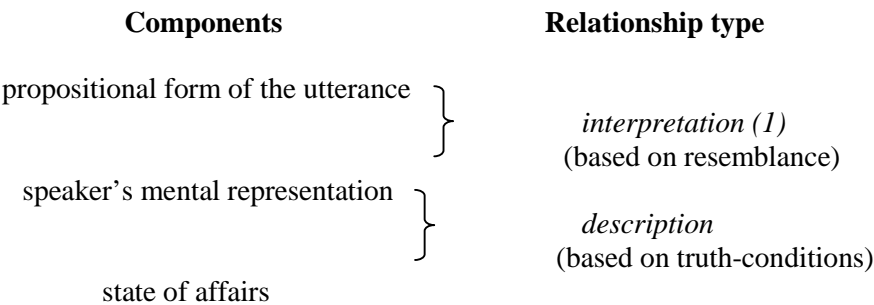 Components Relationship type
propositional form of the utterance
interpretation (1)
(based on resemblance)
speaker’s mental representation
description
(based on truth-conditions)
state of affairs